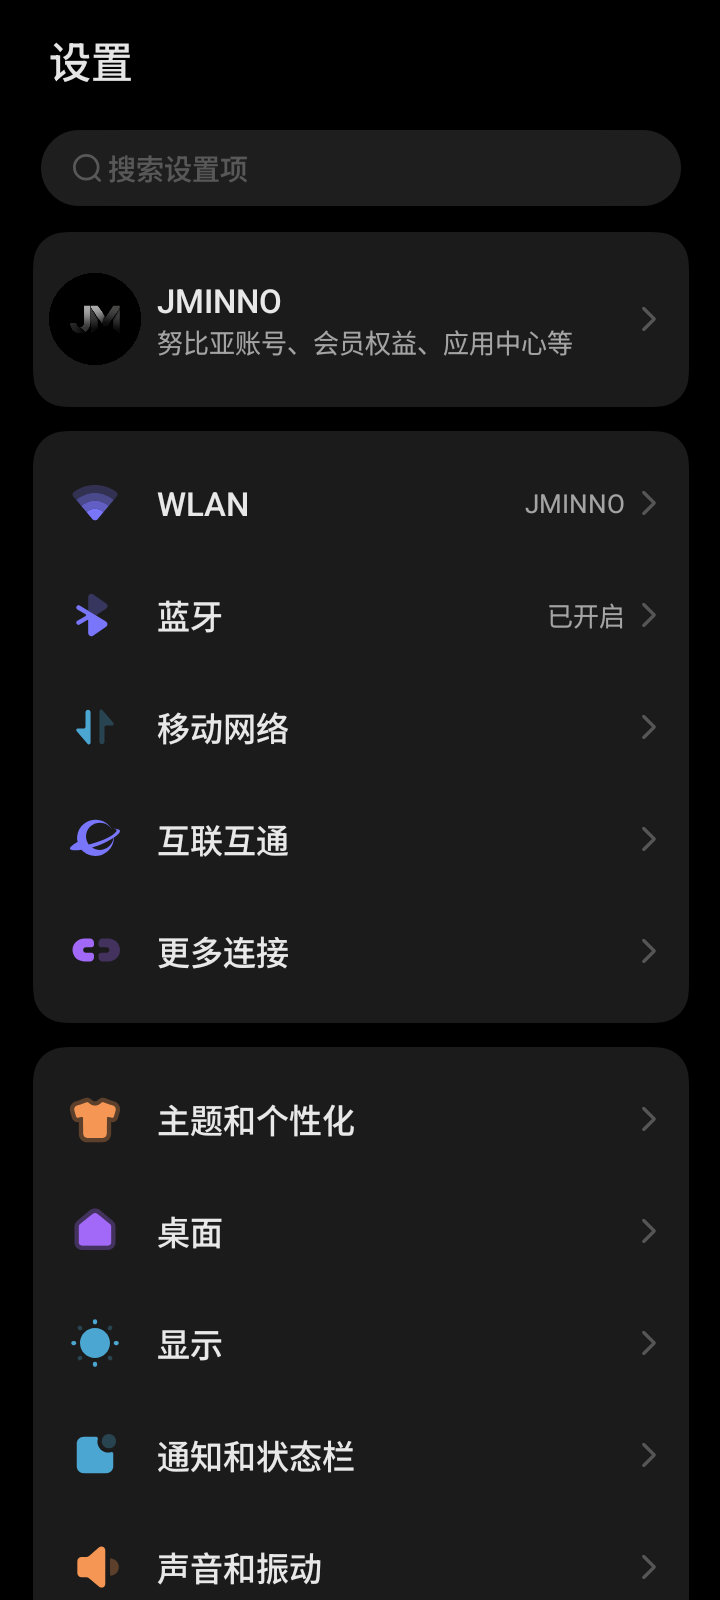 设置
搜索设置项
JM
JMINNO
努比亚账号、会员权益、应用中心等
WLAN
JMINNO
蓝牙
已开启
移动网络
互联互通
更多连接
主题和个性化
桌面
显示
通知和状态栏
声音和振动